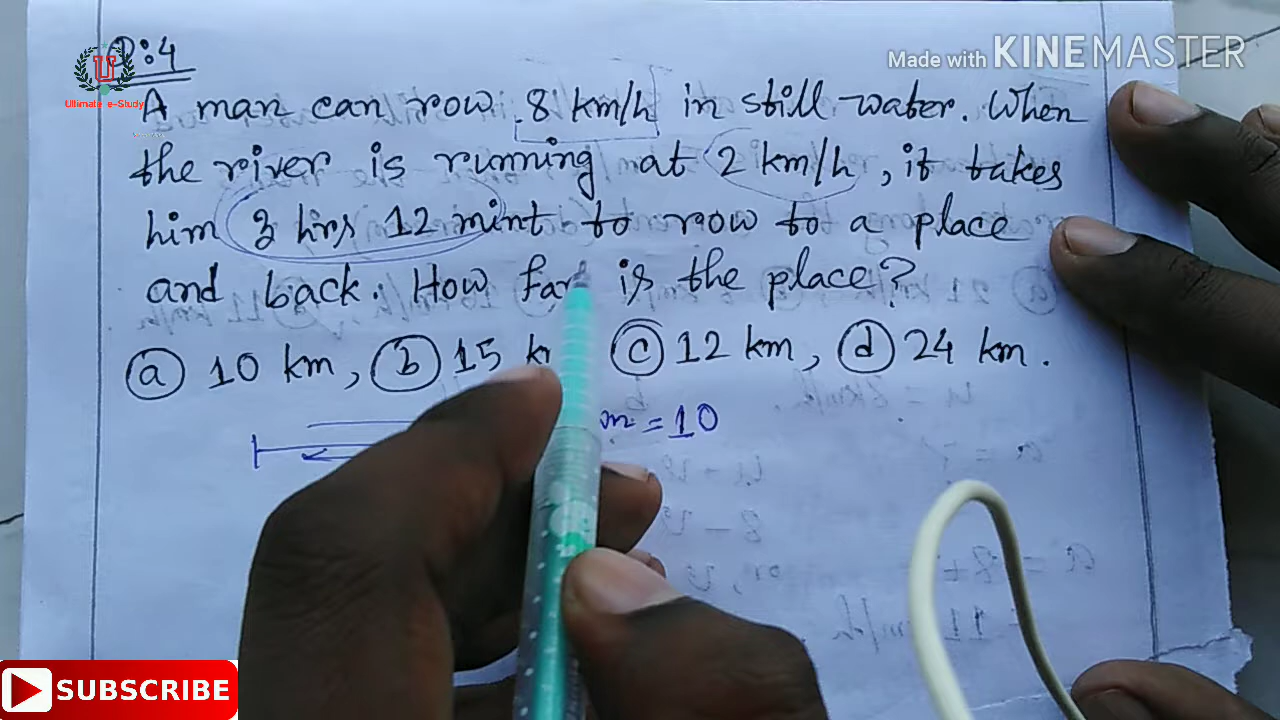 Q:4
Ultimate e-Study
Made with KINEMASTER
A man can row 8 km/h in still water. When
the river is running at 2 km/h, it takes
him 3 hrs 12 mint to row to a place
and back. How far is the place?
(a) 10 km, (b) 15 (c) 12 km, (d) 24 km.
= 10
SUBSCRIBE